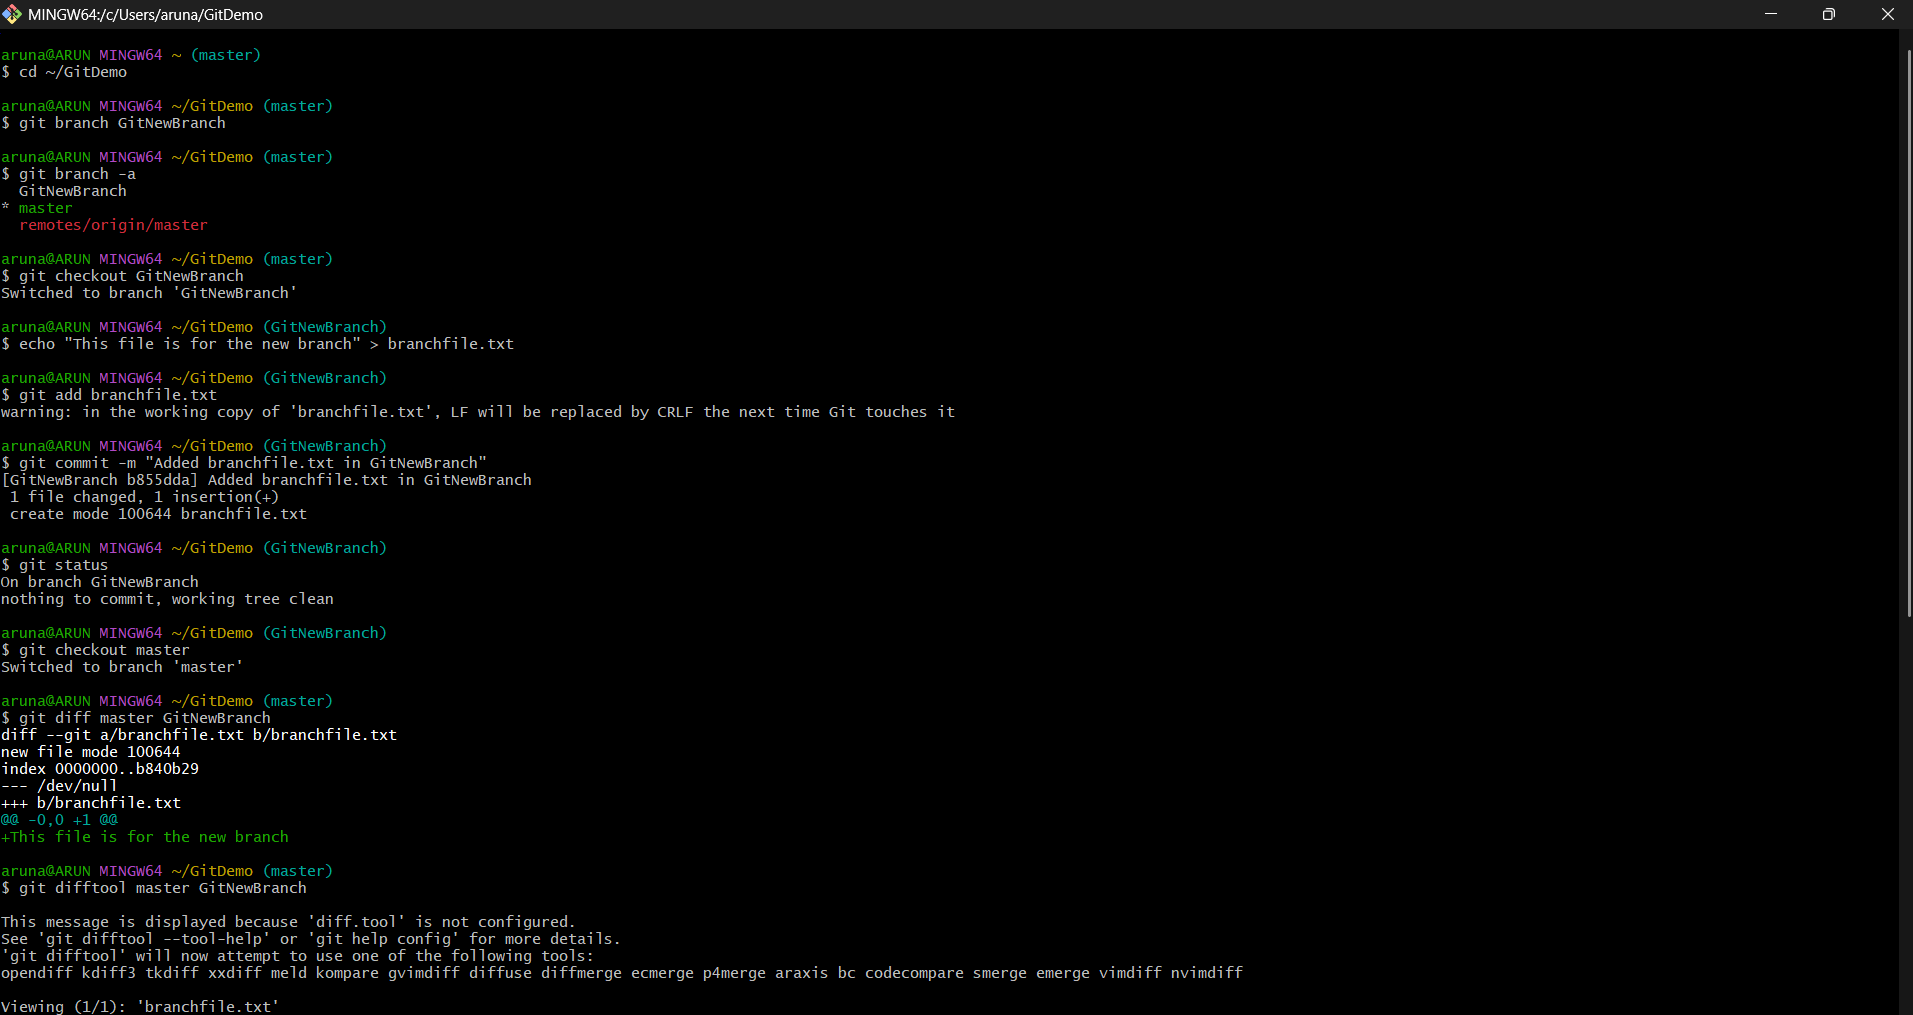 MINGW64:/c/Users/aruna/GitDemo
aruna@ARUN MINGW64 ~ (master)
$ cd ~/GitDemo
aruna@ARUN MINGW64 ~/GitDemo (master)
$ git branch GitNewBranch
aruna@ARUN MINGW64 ~/GitDemo (master)
$ git branch -a
  GitNewBranch
* master
  remotes/origin/master
aruna@ARUN MINGW64 ~/GitDemo (master)
$ git checkout GitNewBranch
Switched to branch 'GitNewBranch'
aruna@ARUN MINGW64 ~/GitDemo (GitNewBranch)
$ echo "This file is for the new branch" > branchfile.txt
aruna@ARUN MINGW64 ~/GitDemo (GitNewBranch)
$ git add branchfile.txt
warning: in the working copy of 'branchfile.txt', LF will be replaced by CRLF the next time Git touches it
aruna@ARUN MINGW64 ~/GitDemo (GitNewBranch)
$ git commit -m "Added branchfile.txt in GitNewBranch"
[GitNewBranch b855dda] Added branchfile.txt in GitNewBranch
 1 file changed, 1 insertion(+)
 create mode 100644 branchfile.txt
aruna@ARUN MINGW64 ~/GitDemo (GitNewBranch)
$ git status
On branch GitNewBranch
nothing to commit, working tree clean
aruna@ARUN MINGW64 ~/GitDemo (GitNewBranch)
$ git checkout master
Switched to branch 'master'
aruna@ARUN MINGW64 ~/GitDemo (master)
$ git diff master GitNewBranch
diff --git a/branchfile.txt b/branchfile.txt
new file mode 100644
index 0000000..b840b29
--- /dev/null
+++ b/branchfile.txt
@@ -0,0 +1 @@
+This file is for the new branch
aruna@ARUN MINGW64 ~/GitDemo (master)
$ git difftool master GitNewBranch
This message is displayed because 'diff.tool' is not configured.
See 'git difftool --tool-help' or 'git help config' for more details.
'git difftool' will now attempt to use one of the following tools:
opendiff kdiff3 tkdiff xxdiff meld kompare gvimdiff diffuse diffmerge ecmerge p4merge araxis bc codecompare smerge emerge vimdiff nvimdiff
Viewing (1/1): 'branchfile.txt'